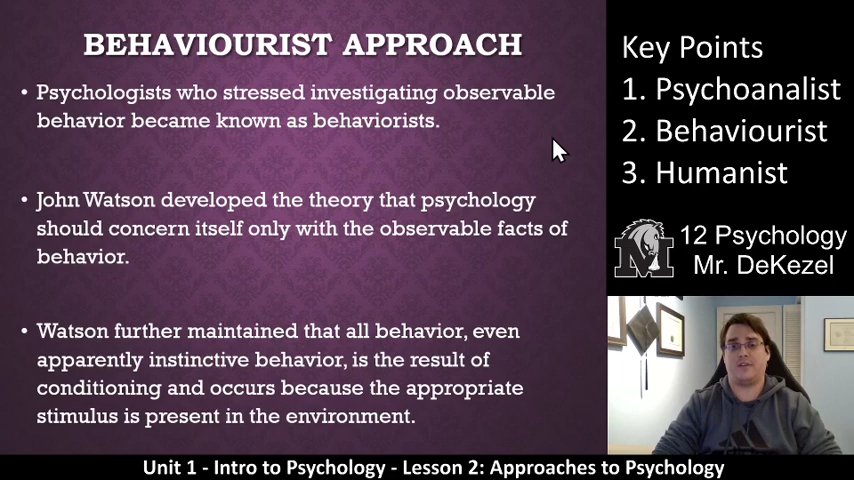 BEHAVIOURIST APPROACH
• Psychologists who stressed investigating observable
behavior became known as behaviorists.
• John Watson developed the theory that psychology
should concern itself only with the observable facts of
behavior.
• Watson further maintained that all behavior, even
apparently instinctive behavior, is the result of
conditioning and occurs because the appropriate
stimulus is present in the environment.
Key Points
1. Psychoanalist
2. Behaviourist
3. Humanist
M
12 Psychology
Mr. DeKezel
Unit 1 - Intro to Psychology - Lesson 2: Approaches to Psychology